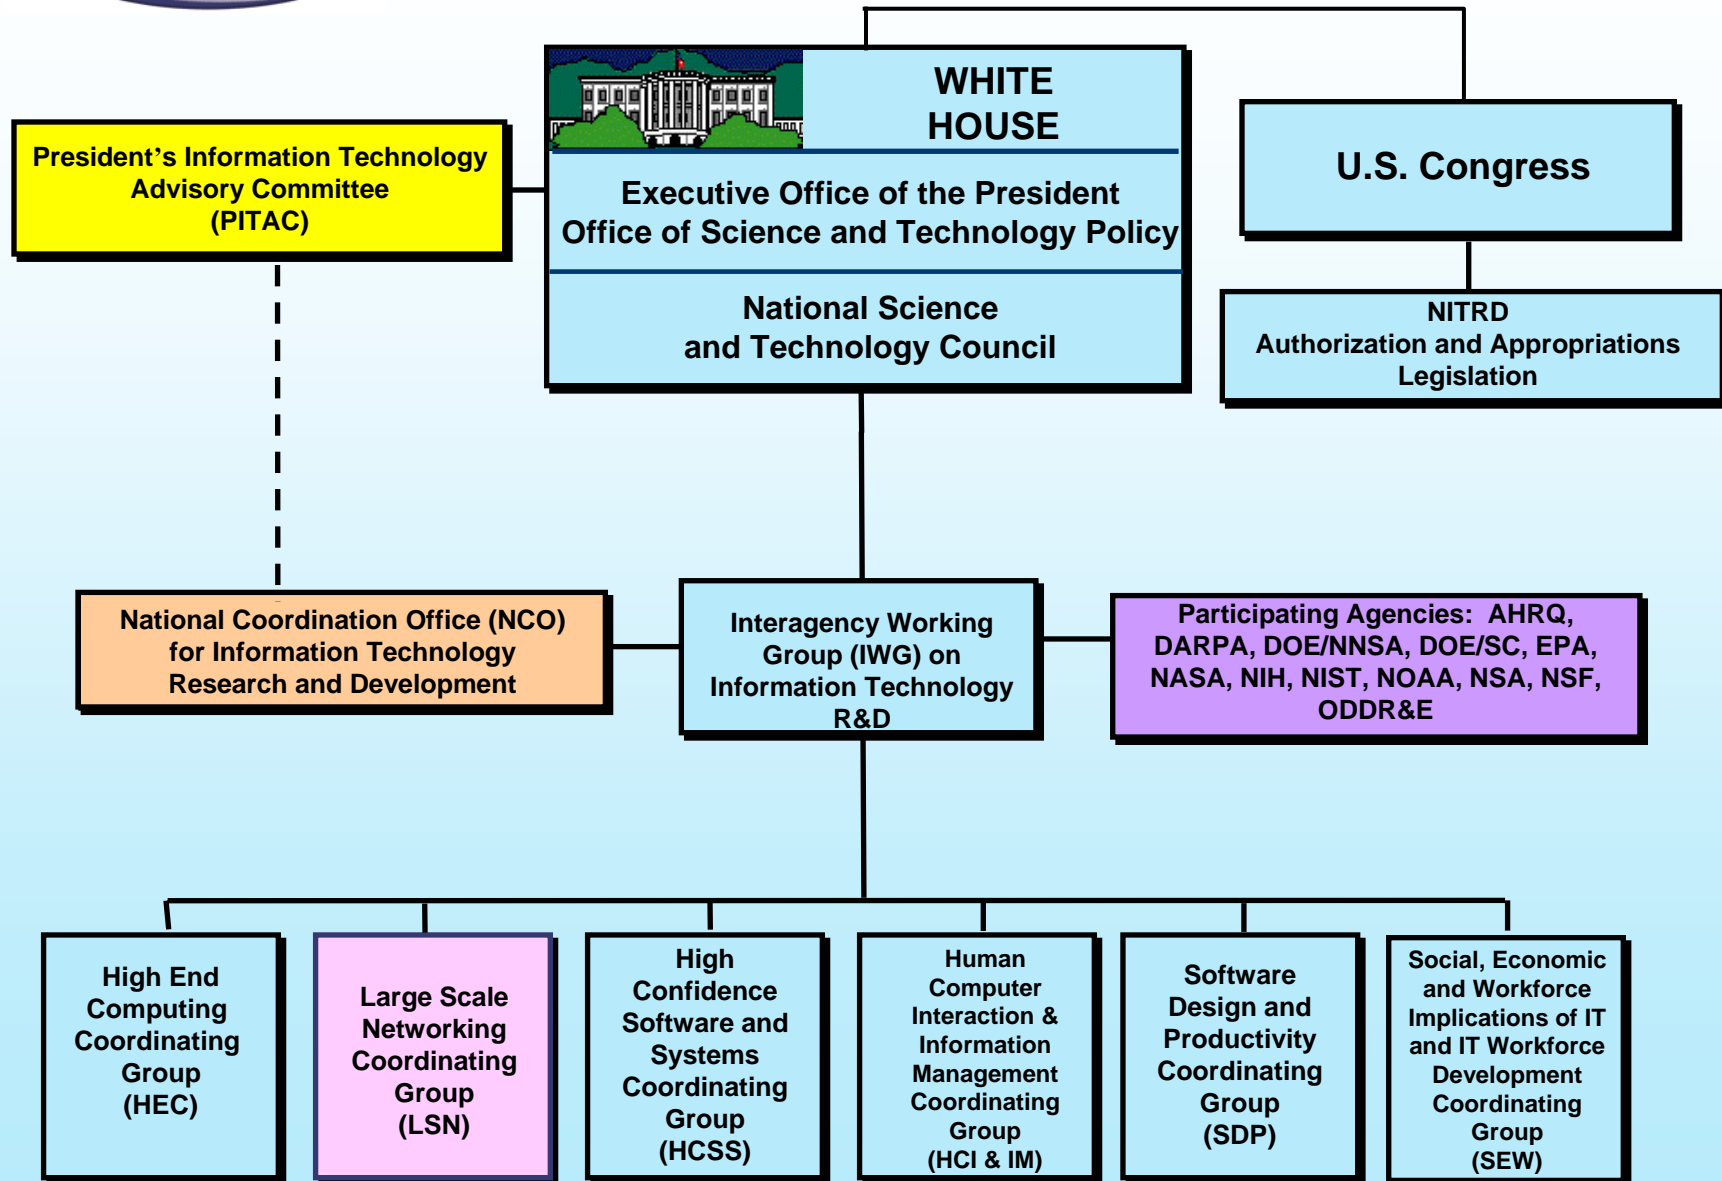 WHITE
HOUSE
Executive Office of the President
Office of Science and Technology Policy
National Science
and Technology Council
President’s Information Technology
Advisory Committee
(PITAC)
U.S. Congress
NITRD
Authorization and Appropriations
Legislation
National Coordination Office (NCO)
for Information Technology
Research and Development
Interagency Working
Group (IWG) on
Information Technology
R&D
Participating Agencies: AHRQ,
DARPA, DOE/NNSA, DOE/SC, EPA,
NASA, NIH, NIST, NOAA, NSA, NSF,
ODDR&E
High End
Computing
Coordinating
Group
(HEC)
Large Scale
Networking
Coordinating
Group
(LSN)
High
Confidence
Software and
Systems
Coordinating
Group
(HCSS)
Human
Computer
Interaction &
Information
Management
Coordinating
Group
(HCI & IM)
Software
Design and
Productivity
Coordinating
Group
(SDP)
Social, Economic
and Workforce
Implications of IT
and IT Workforce
Development
Coordinating
Group
(SEW)